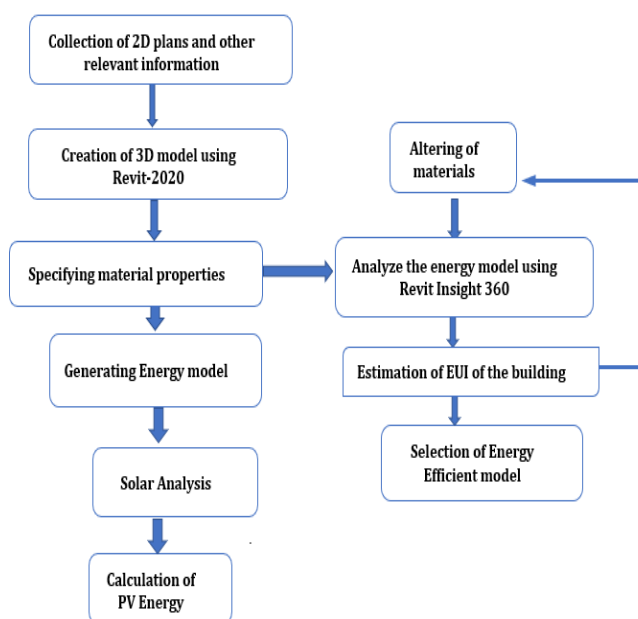 Collection of 2D plans and other
relevant information
Creation of 3D model using
Revit-2020
Specifying material properties
Generating Energy model
Solar Analysis
Calculation of
PV Energy
Altering of
materials
Analyze the energy model using
Revit Insight 360
Estimation of EUI of the building
Selection of Energy
Efficient model